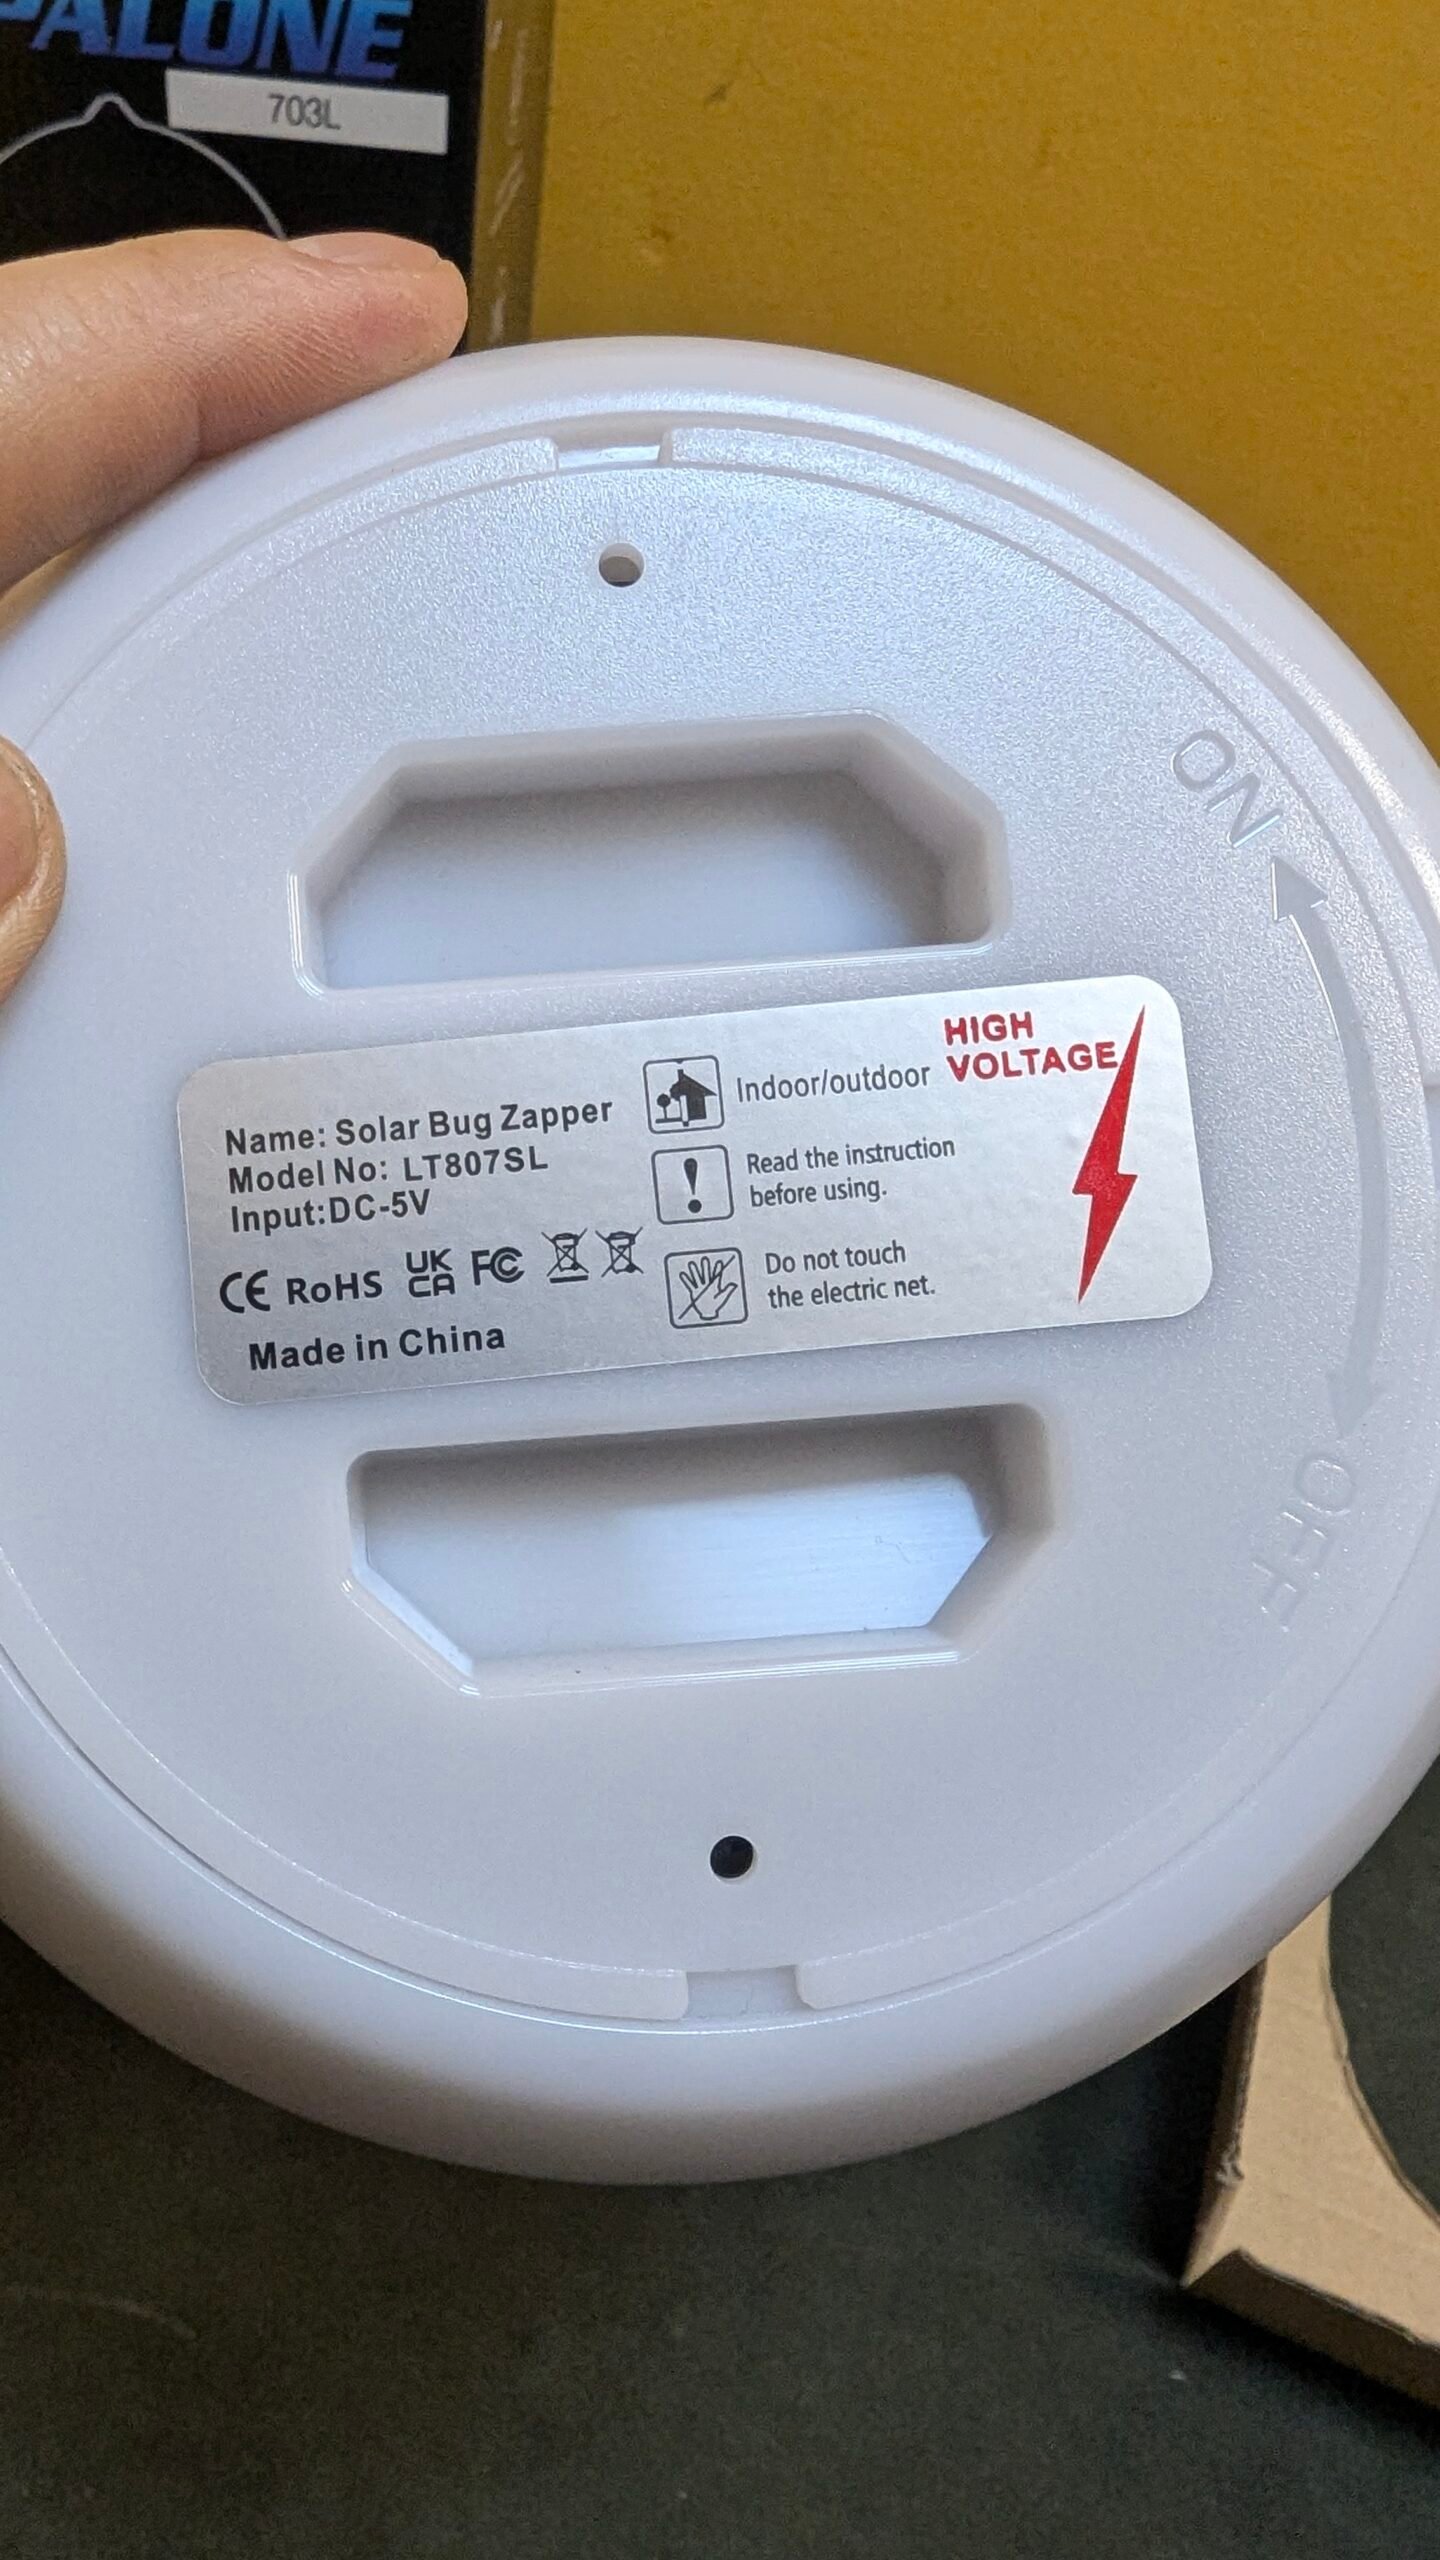 PALONE
703L
ON
OFF
Name: Solar Bug Zapper
Model No: LT807SL
Input:DC-5V
CE RoHS UK CA FC
Made in China
Indoor/outdoor
Read the instruction
before using.
Do not touch
the electric net.
HIGH
VOLTAGE